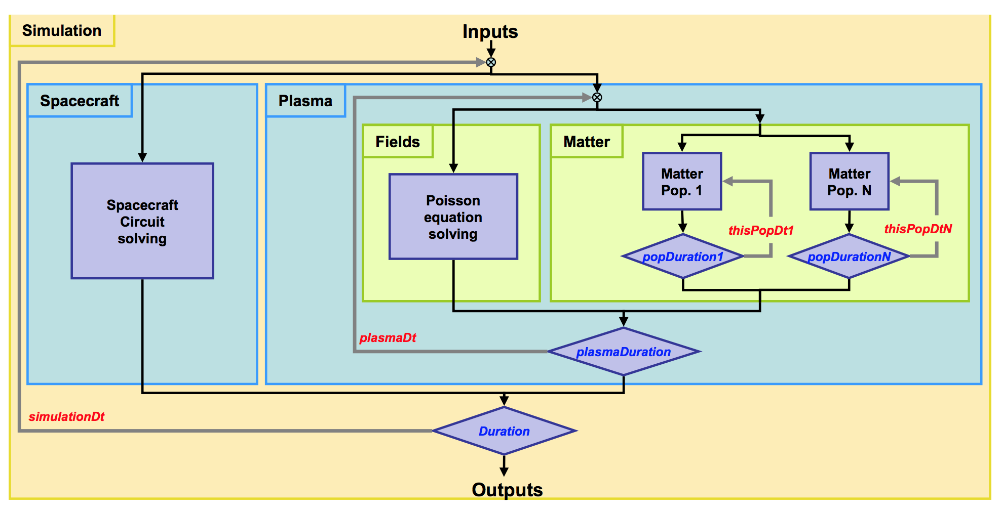 Simulation
Inputs
Spacecraft
Plasma
Fields
Matter
Spacecraft
Circuit
solving
Poisson
equation
solving
Matter
Pop. 1
Matter
Pop. N
thisPopDt1
thisPopDtN
popDuration1
popDurationN
plasmaDt
plasmaDuration
simulationDt
Duration
Outputs